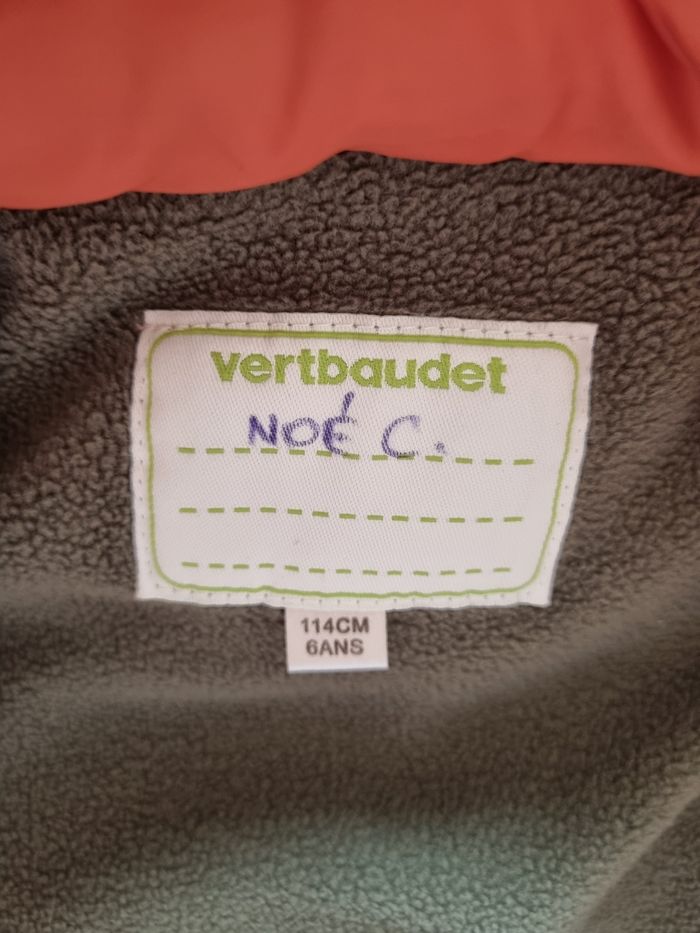 vertbaudet
NOÉ C.
114CM
6ANS